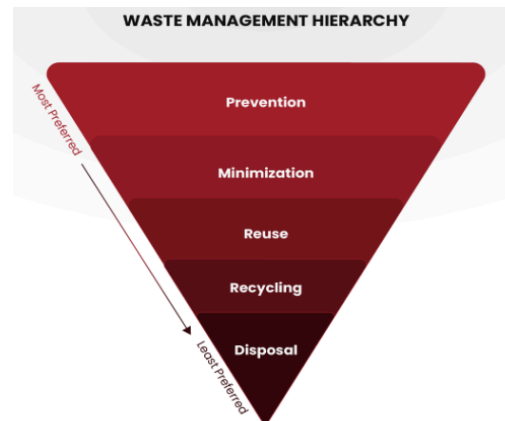 WASTE MANAGEMENT HIERARCHY
Most Preferred
Prevention
Minimization
Reuse
Recycling
Disposal
Least Preferred